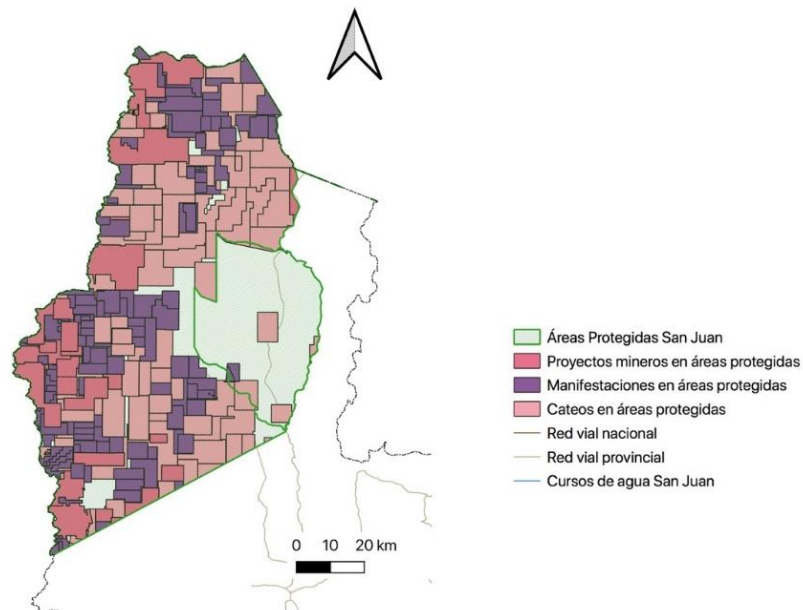 Áreas Protegidas San Juan
Proyectos mineros en áreas protegidas
Manifestaciones en áreas protegidas
Cateos en áreas protegidas
Red vial nacional
Red vial provincial
Cursos de agua San Juan
0 10 20 km